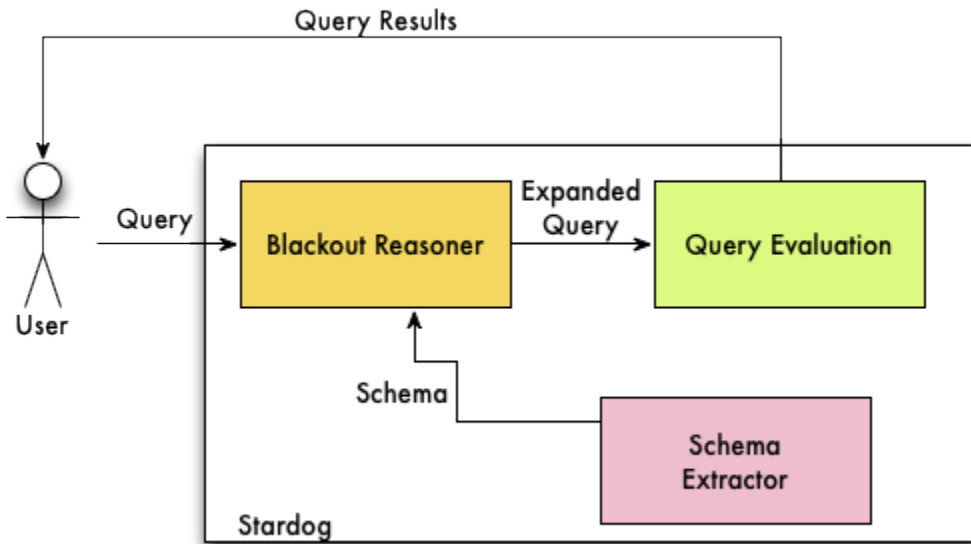 Query Results
Query
Blackout Reasoner
Expanded
Query
Query Evaluation
User
Schema
Schema
Extractor
Stardog